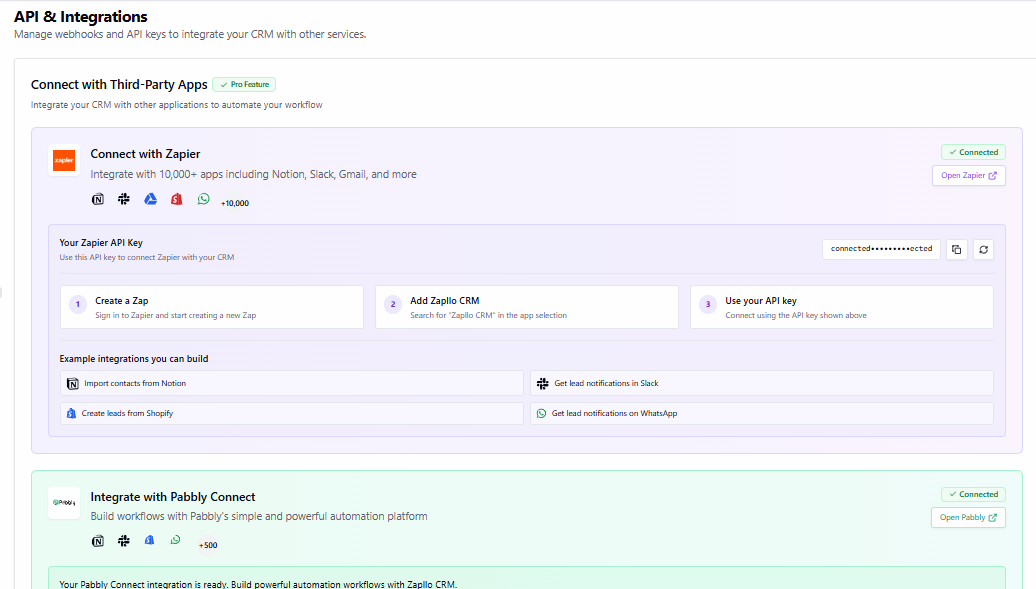 API & Integrations
Manage webhooks and API keys to integrate your CRM with other services.
Connect with Third-Party Apps
Pro Feature
Integrate your CRM with other applications to automate your workflow
zapier
Connect with Zapier
Connected
Integrate with 10,000+ apps including Notion, Slack, Gmail, and more
Open Zapier
+10,000
Your Zapier API Key
Use this API key to connect Zapier with your CRM
connected•••••••••ected
1
Create a Zap
Sign in to Zapier and start creating a new Zap
2
Add Zapllo CRM
Search for "Zapllo CRM" in the app selection
3
Use your API key
Connect using the API key shown above
Example integrations you can build
Import contacts from Notion
Get lead notifications in Slack
Create leads from Shopify
Get lead notifications on WhatsApp
Pabbly
Integrate with Pabbly Connect
Connected
Build workflows with Pabbly's simple and powerful automation platform
Open Pabbly
+500
Your Pabbly Connect integration is ready. Build powerful automation workflows with Zapllo CRM.